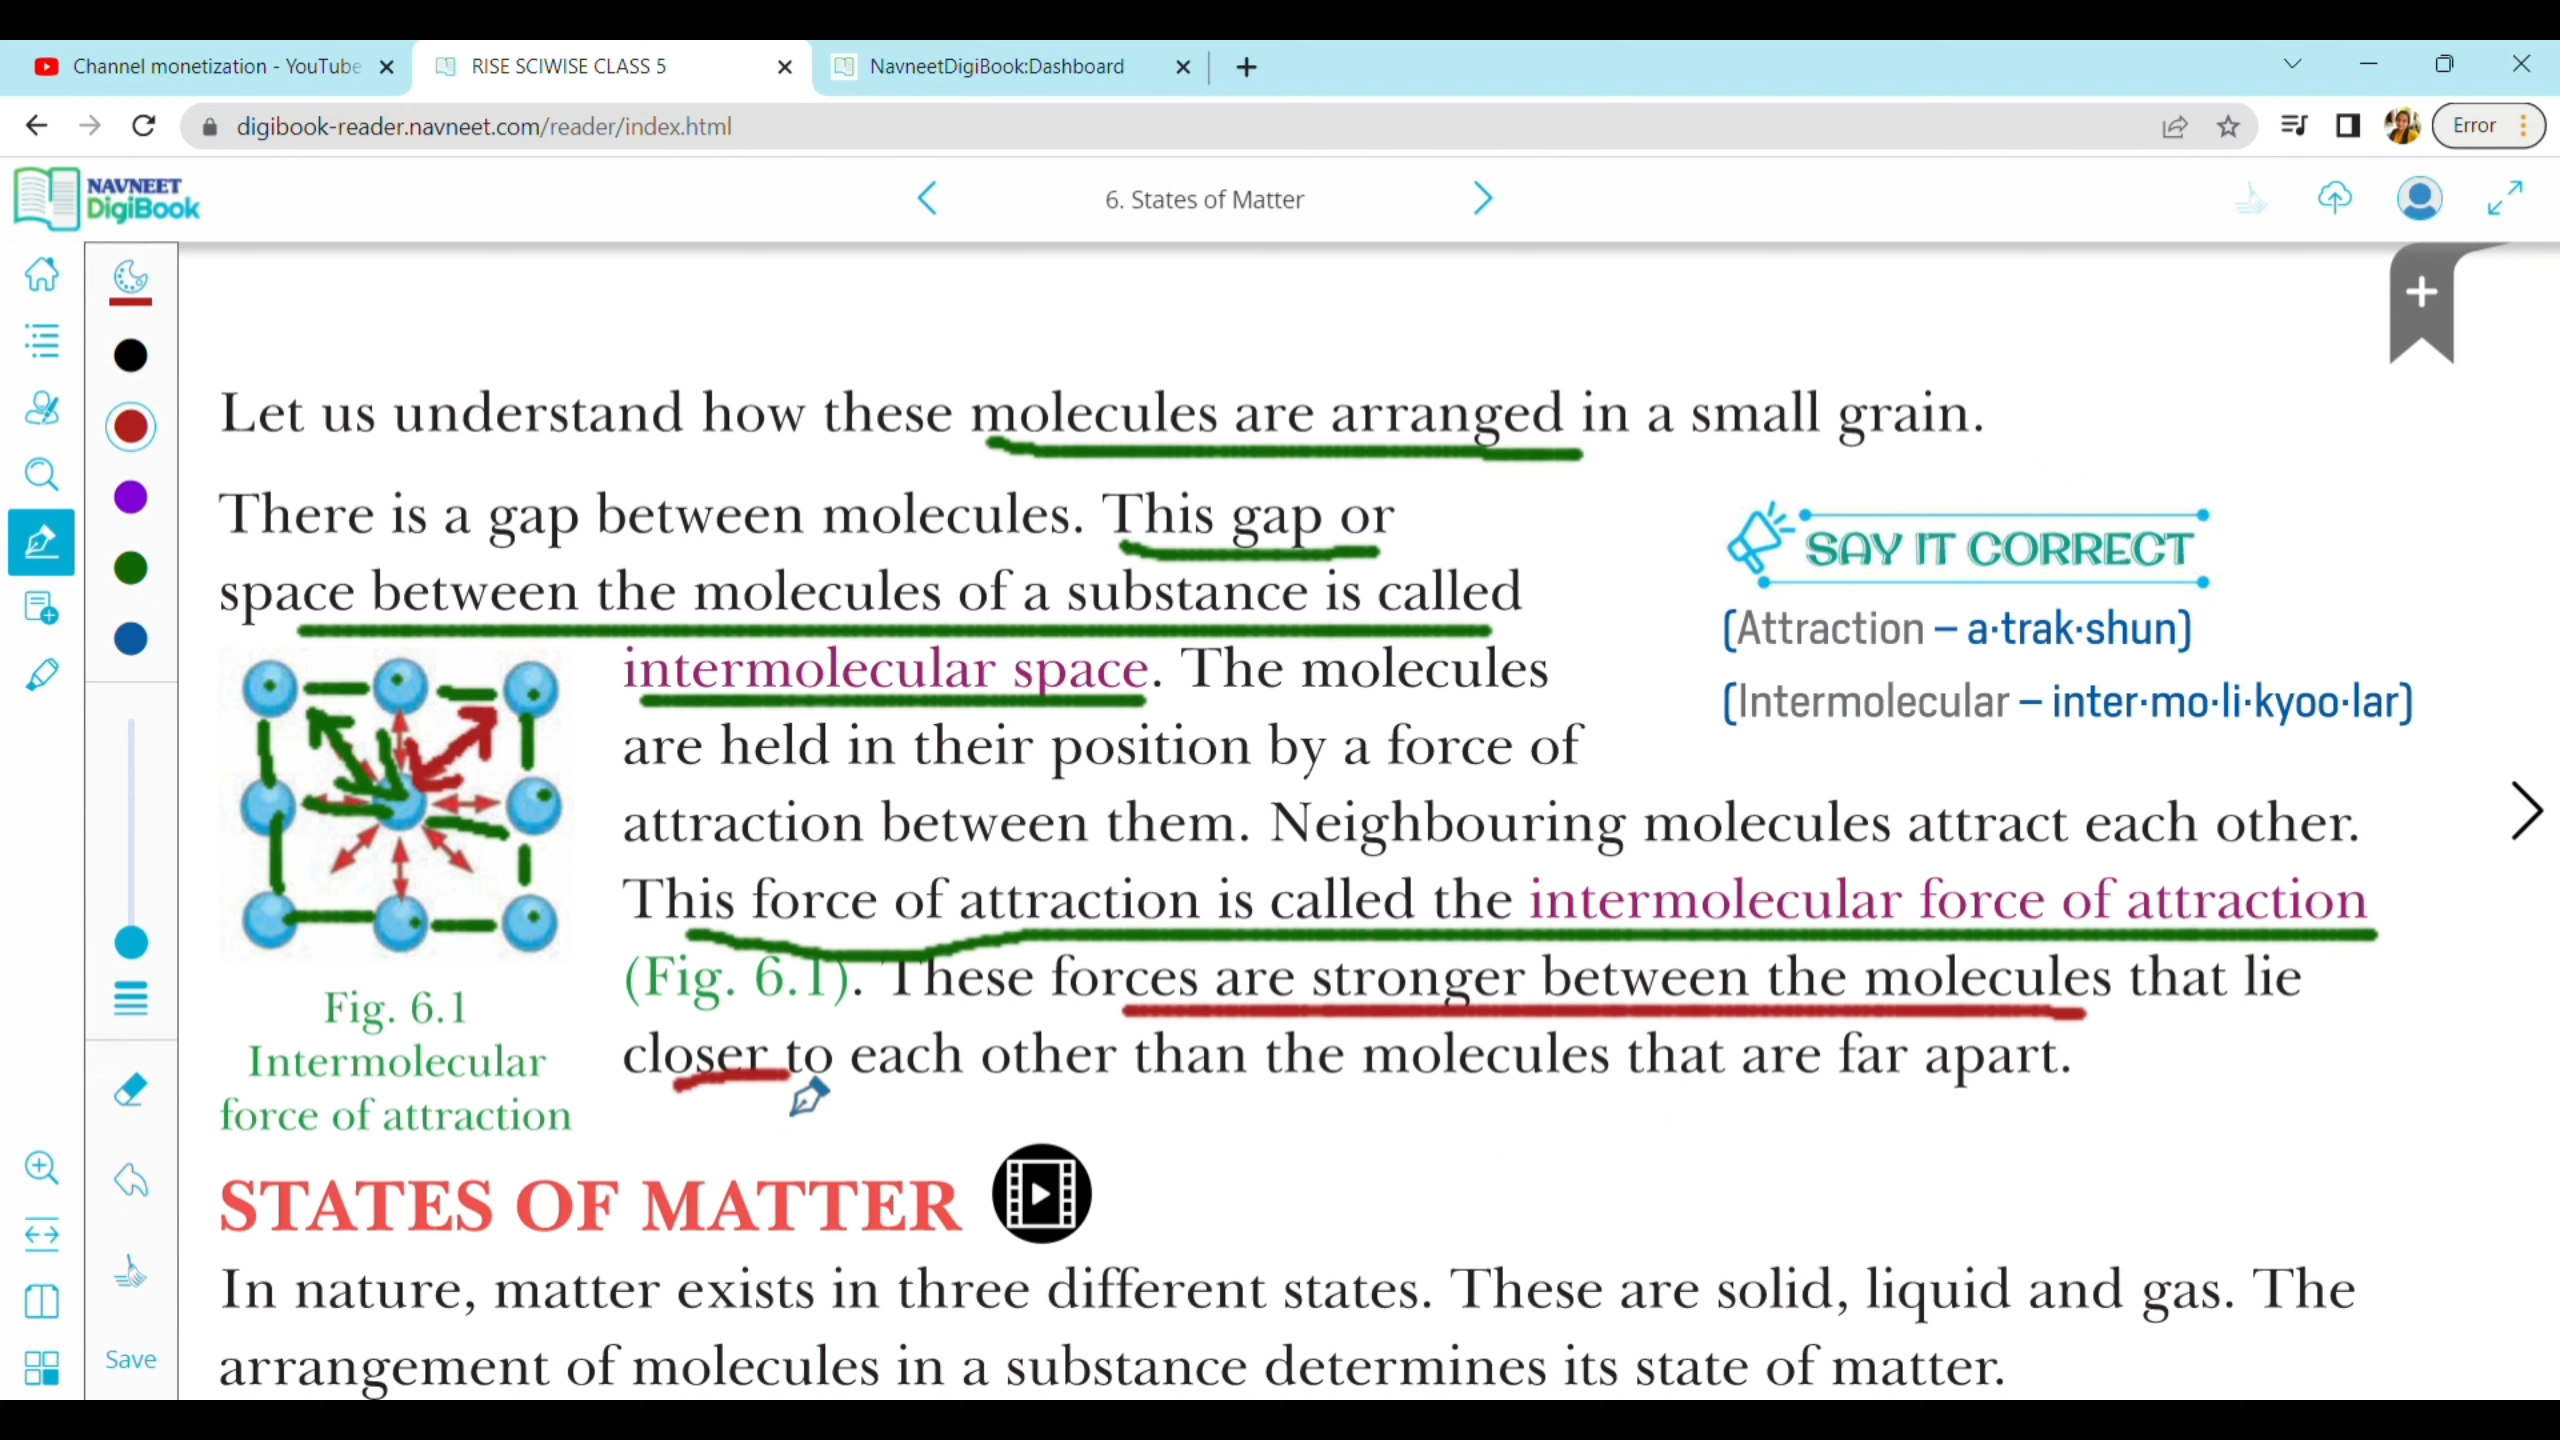 Channel monetization - YouTube
RISE SCIWISE CLASS 5
NavneetDigiBook:Dashboard
digibook-reader.navneet.com/reader/index.html
Error
NAVNEET
DigiBook
6. States of Matter
Let us understand how these molecules are arranged in a small grain.
There is a gap between molecules. This gap or
space between the molecules of a substance is called
intermolecular space. The molecules
are held in their position by a force of
attraction between them. Neighbouring molecules attract each other.
This force of attraction is called the intermolecular force of attraction
(Fig. 6.1). These forces are stronger between the molecules that lie
closer to each other than the molecules that are far apart.
SAY IT CORRECT
(Attraction – a·trak·shun)
(Intermolecular – inter·mo·li·kyoo·lar)
Fig. 6.1
Intermolecular
force of attraction
STATES OF MATTER
In nature, matter exists in three different states. These are solid, liquid and gas. The
arrangement of molecules in a substance determines its state of matter.
Save